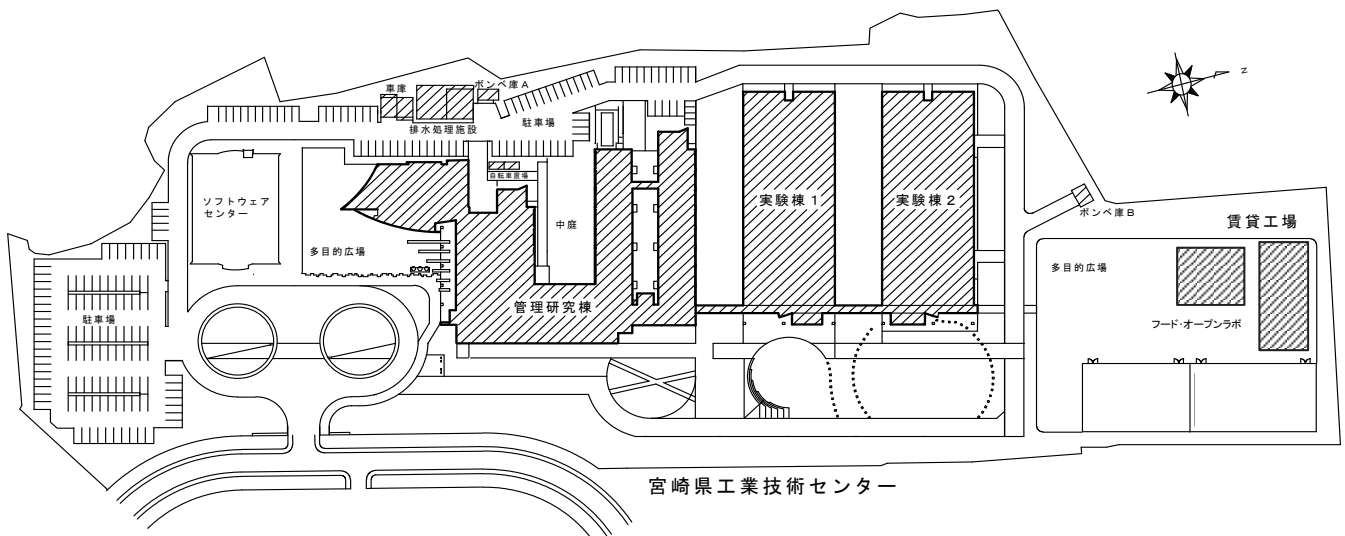 車庫
ボンベ庫A
N
排水処理施設
駐車場
自転車置場
ソフトウェア
センター
実験棟1
実験棟2
ボンベ庫B
中庭
賃貸工場
多目的広場
多目的広場
管理研究棟
駐車場
フード・オープンラボ
宮崎県工業技術センター